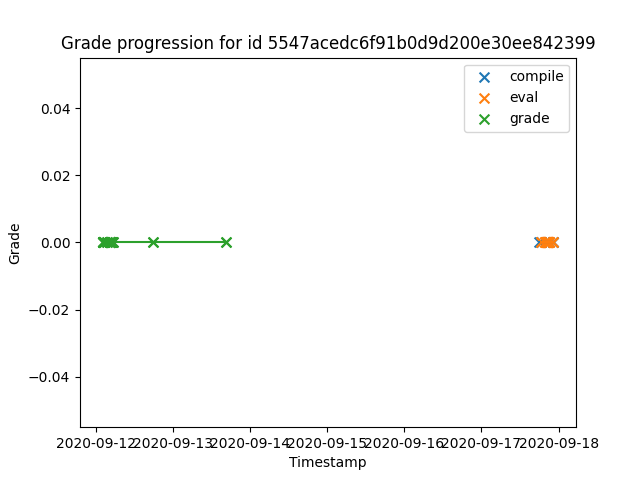 Grade progression for id 5547acedc6f91b0d9d200e30ee842399
compile
eval
grade
0.04
0.02
0.00
−0.02
−0.04
Grade
2020-09-12 2020-09-13 2020-09-14 2020-09-15 2020-09-16 2020-09-17 2020-09-18
Timestamp